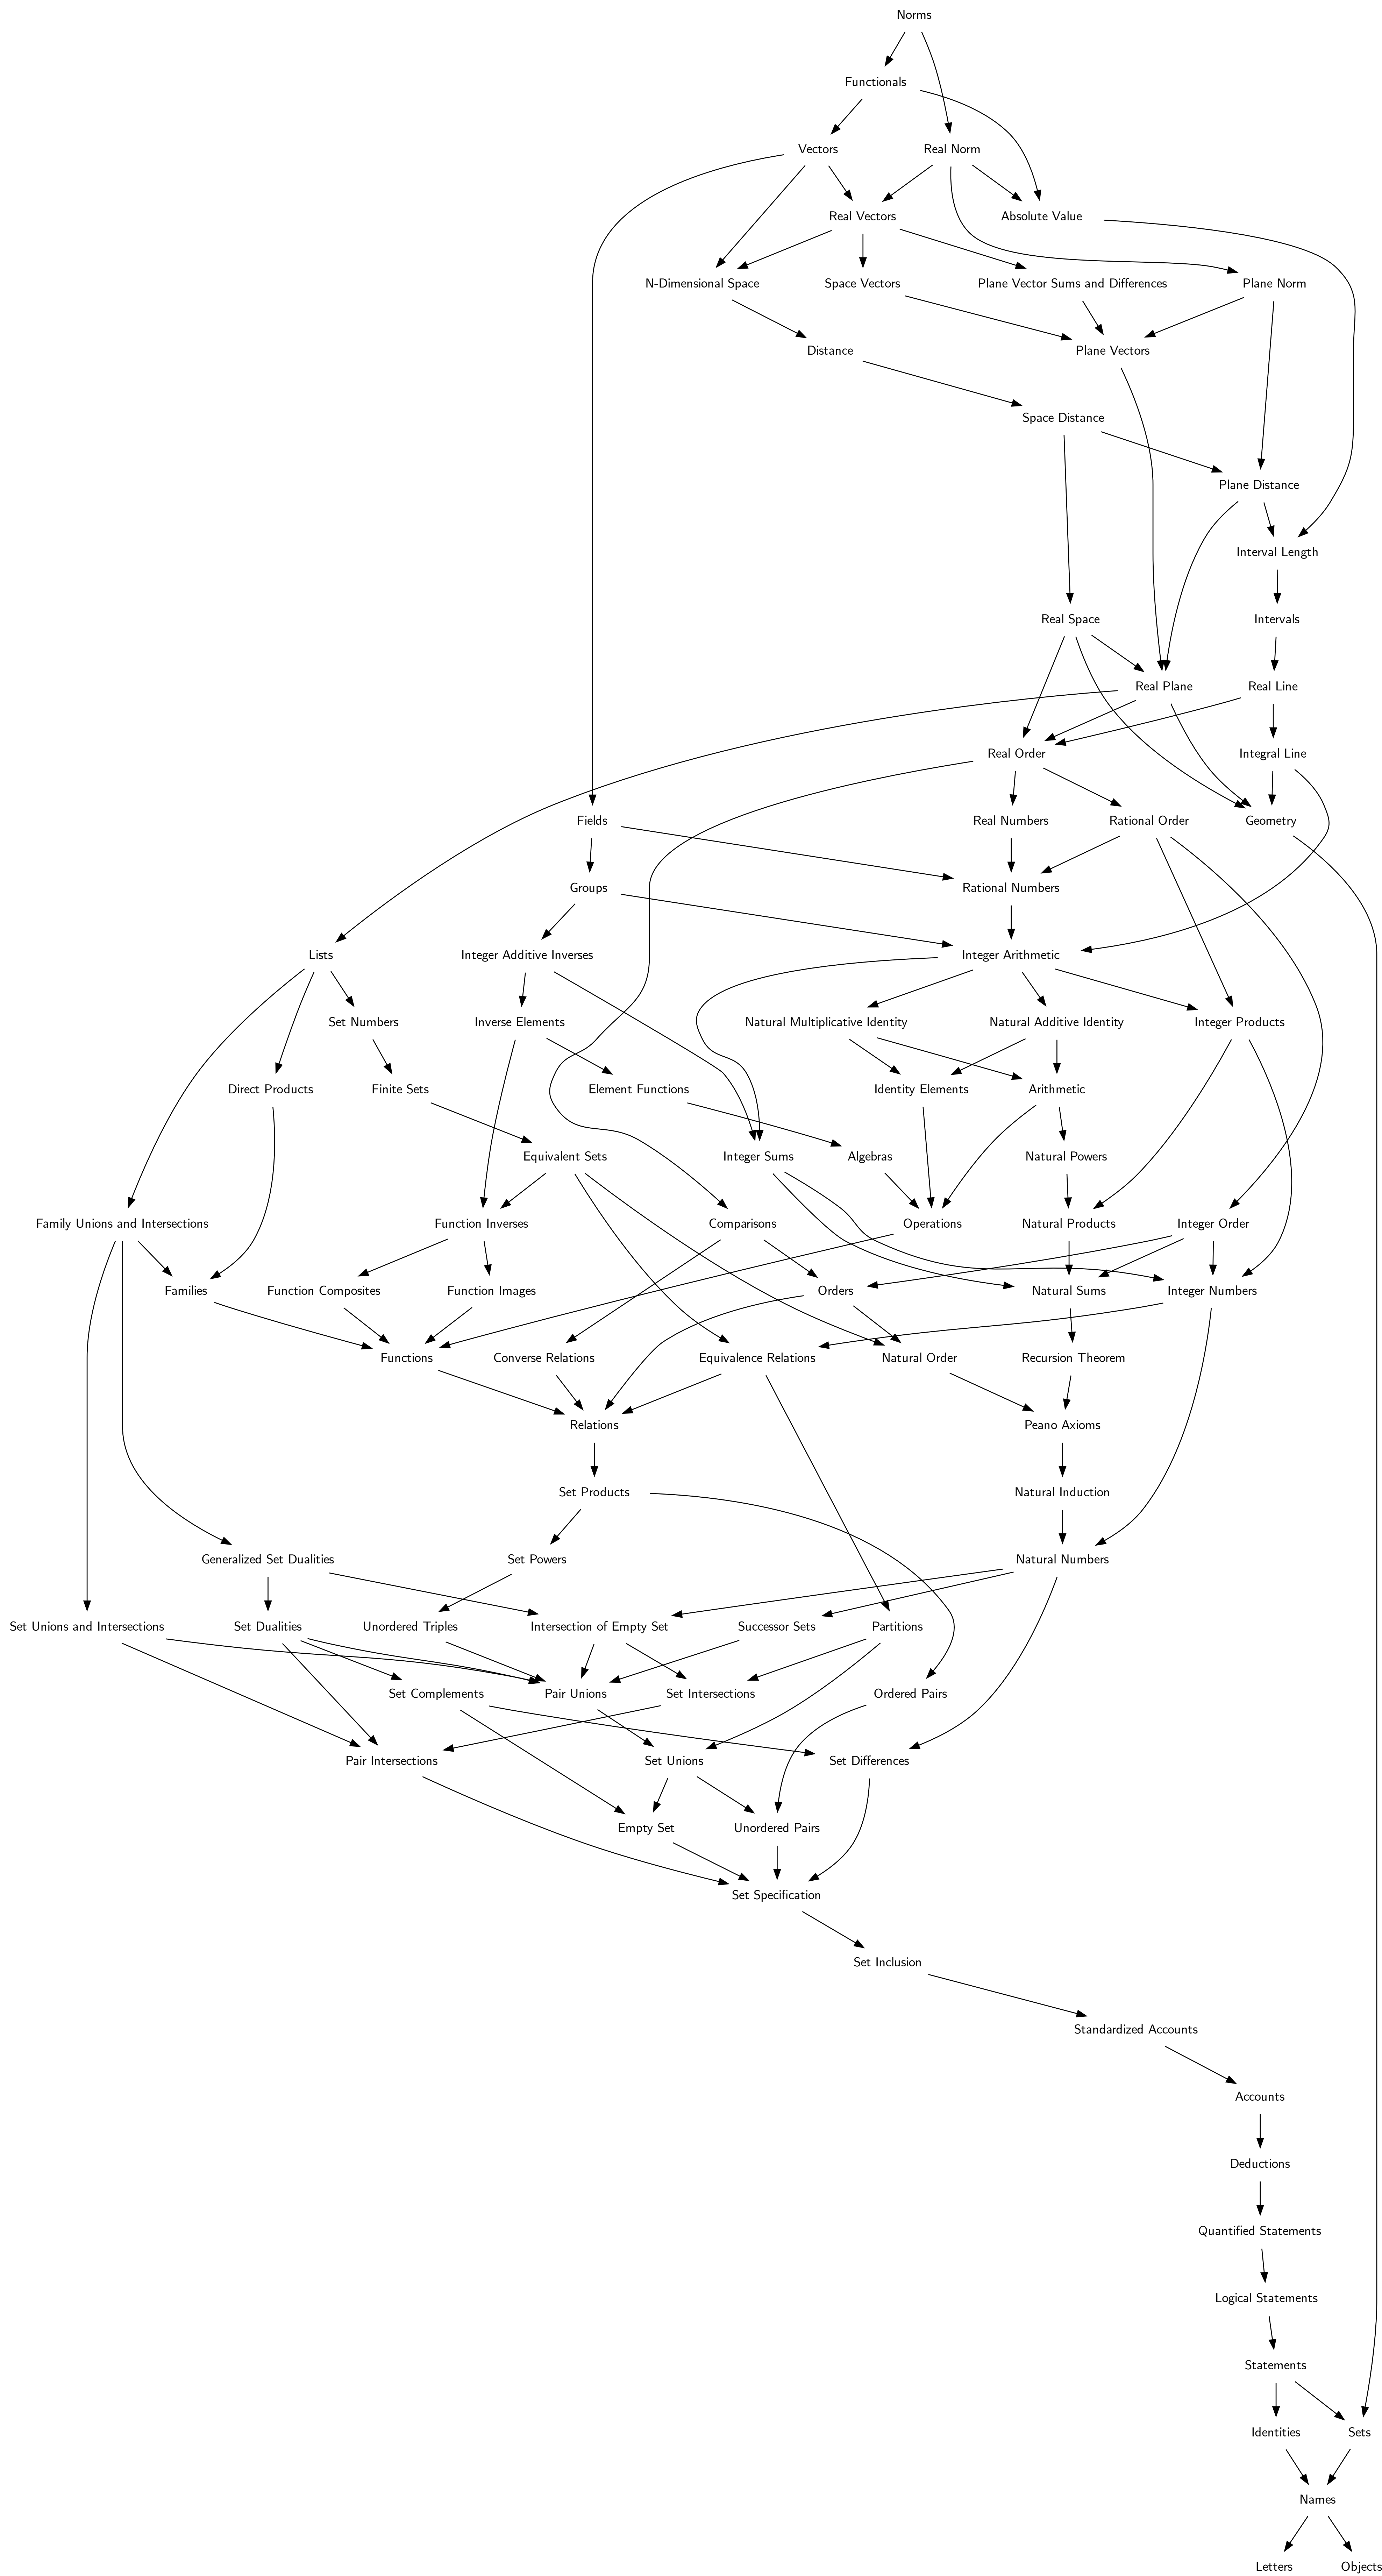 Norms
Functionals
Vectors
Real Norm
Real Vectors
Absolute Value
N-Dimensional Space
Space Vectors
Plane Vector Sums and Differences
Plane Norm
Distance
Plane Vectors
Space Distance
Plane Distance
Interval Length
Real Space
Intervals
Real Plane
Real Line
Real Order
Integral Line
Fields
Real Numbers
Rational Order
Geometry
Groups
Rational Numbers
Lists
Integer Additive Inverses
Integer Arithmetic
Set Numbers
Inverse Elements
Natural Multiplicative Identity
Natural Additive Identity
Integer Products
Direct Products
Finite Sets
Element Functions
Identity Elements
Arithmetic
Equivalent Sets
Integer Sums
Algebras
Natural Powers
Family Unions and Intersections
Function Inverses
Comparisons
Operations
Natural Products
Integer Order
Families
Function Composites
Function Images
Orders
Natural Sums
Integer Numbers
Functions
Converse Relations
Equivalence Relations
Natural Order
Recursion Theorem
Relations
Peano Axioms
Set Products
Natural Induction
Generalized Set Dualities
Set Powers
Natural Numbers
Set Unions and Intersections
Set Dualities
Unordered Triples
Intersection of Empty Set
Successor Sets
Partitions
Set Complements
Pair Unions
Set Intersections
Ordered Pairs
Pair Intersections
Set Unions
Set Differences
Empty Set
Unordered Pairs
Set Specification
Set Inclusion
Standardized Accounts
Accounts
Deductions
Quantified Statements
Logical Statements
Statements
Identities
Sets
Names
Letters
Objects